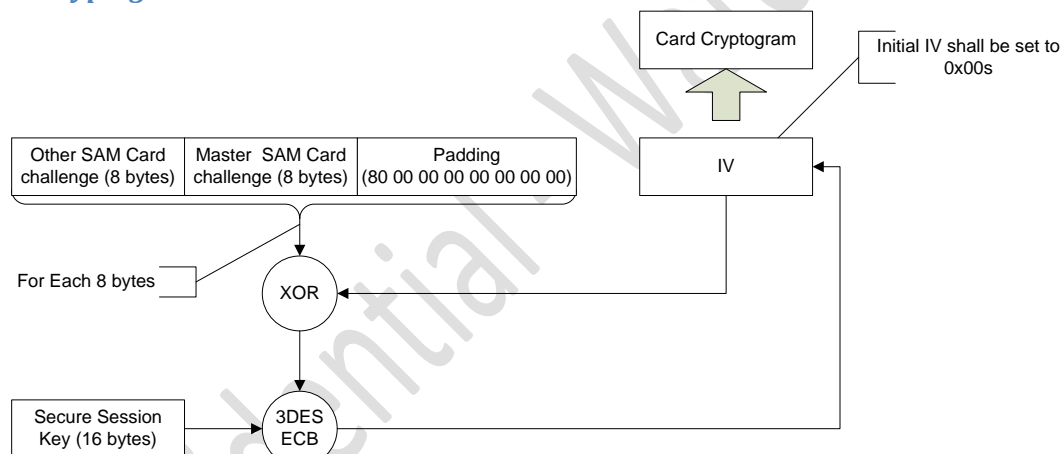 Card Cryptogram
Initial IV shall be set to
0x00s
Other SAM Card
challenge (8 bytes)
Master SAM Card
challenge (8 bytes)
Padding
(80 00 00 00 00 00 00 00)
IV
For Each 8 bytes
XOR
Secure Session
Key (16 bytes)
3DES
ECB